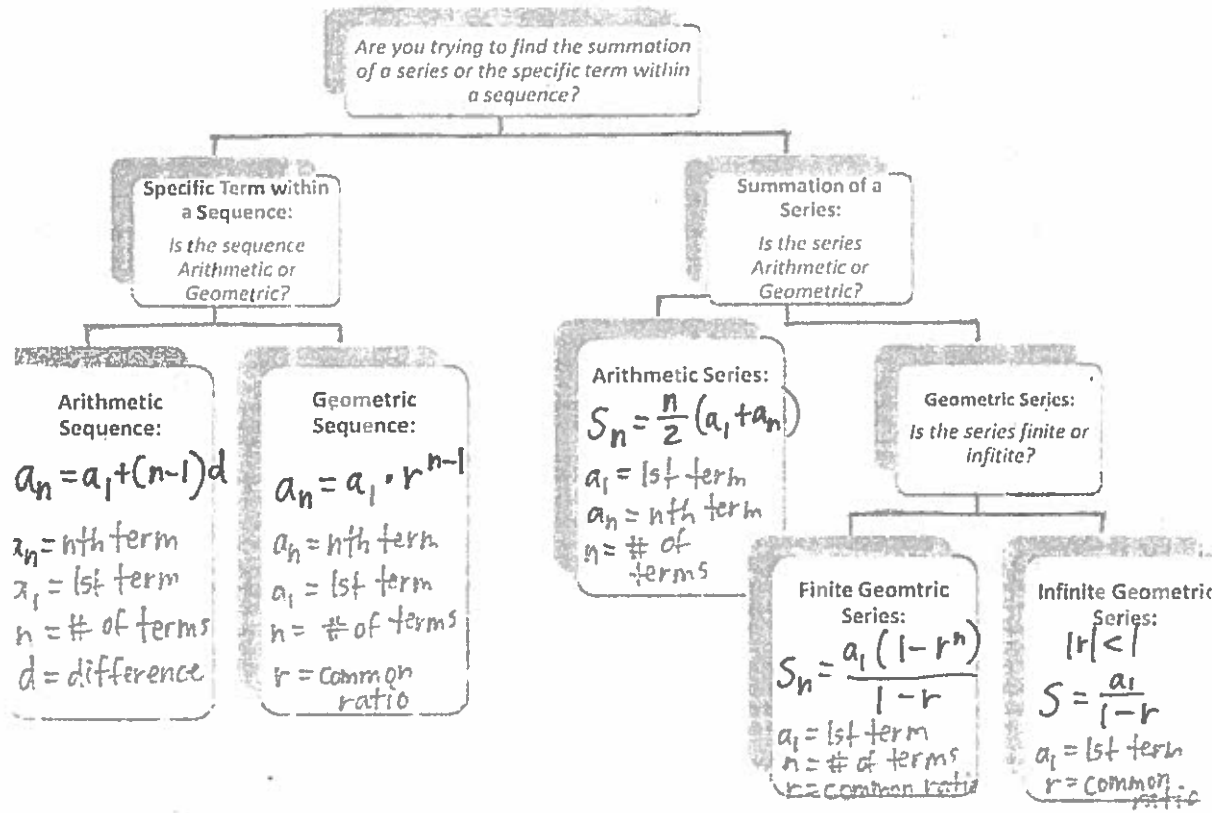 Are you trying to find the summation
of a series or the specific term within
a sequence?
Specific Term within
a Sequence:
Is the sequence
Arithmetic or
Geometric?
Summation of a
Series:
Is the series
Arithmetic or
Geometric?
Arithmetic
Sequence:
aₙ = a₁ + (n-1)d
xₙ = nth term
x₁ = 1st term
n = # of terms
d = difference
Geometric
Sequence:
aₙ = a₁ · rⁿ⁻¹
aₙ = nth term
a₁ = 1st term
n = # of terms
r = common
ratio
Arithmetic Series:
Sₙ = n/2 (a₁ + aₙ)
a₁ = 1st term
aₙ = nth term
n = # of
terms
Geometric Series:
Is the series finite or
infitite?
Finite Geomtric
Series:
Sₙ = a₁(1-rⁿ)/1-r
a₁ = 1st term
n = # of terms
r = common ratio
Infinite Geometric
Series:
|r| < 1
S = a₁/1-r
a₁ = 1st term
r = common
ratio